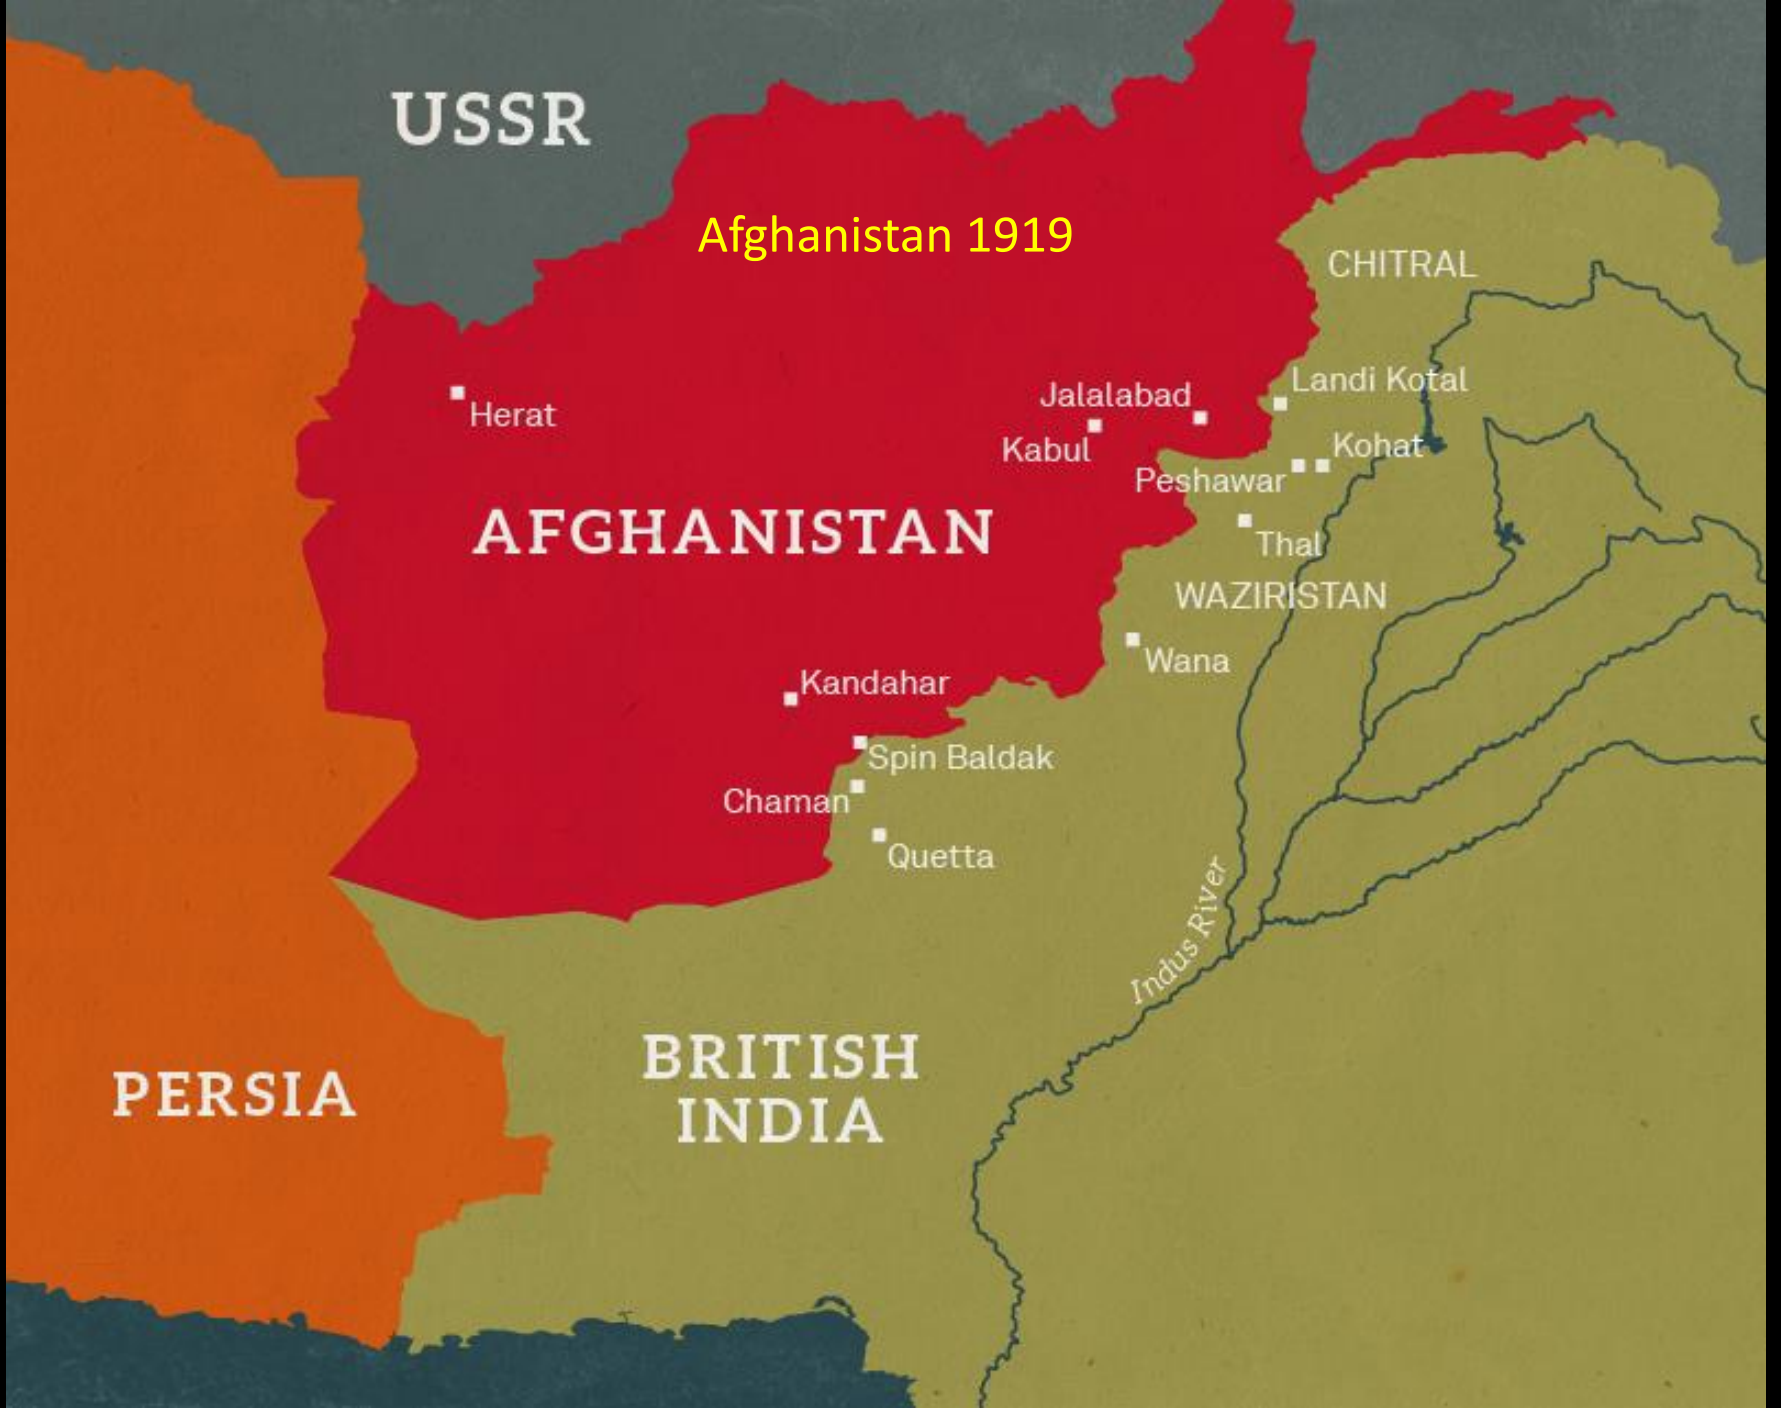 USSR
Afghanistan 1919
CHITRAL
Landi Kotal
Jalalabad
Herat
Kabul
Kohat
Peshawar
AFGHANISTAN
Thal
WAZIRISTAN
Wana
Kandahar
Spin Baldak
Chaman
Quetta
Indus River
BRITISH
INDIA
PERSIA